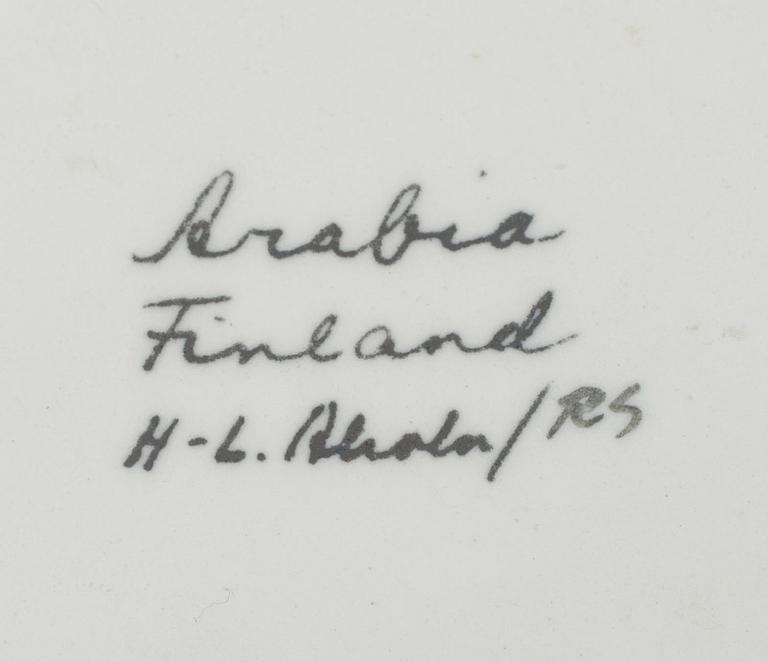 Arabia
Finland
H-L. Ahola/RS